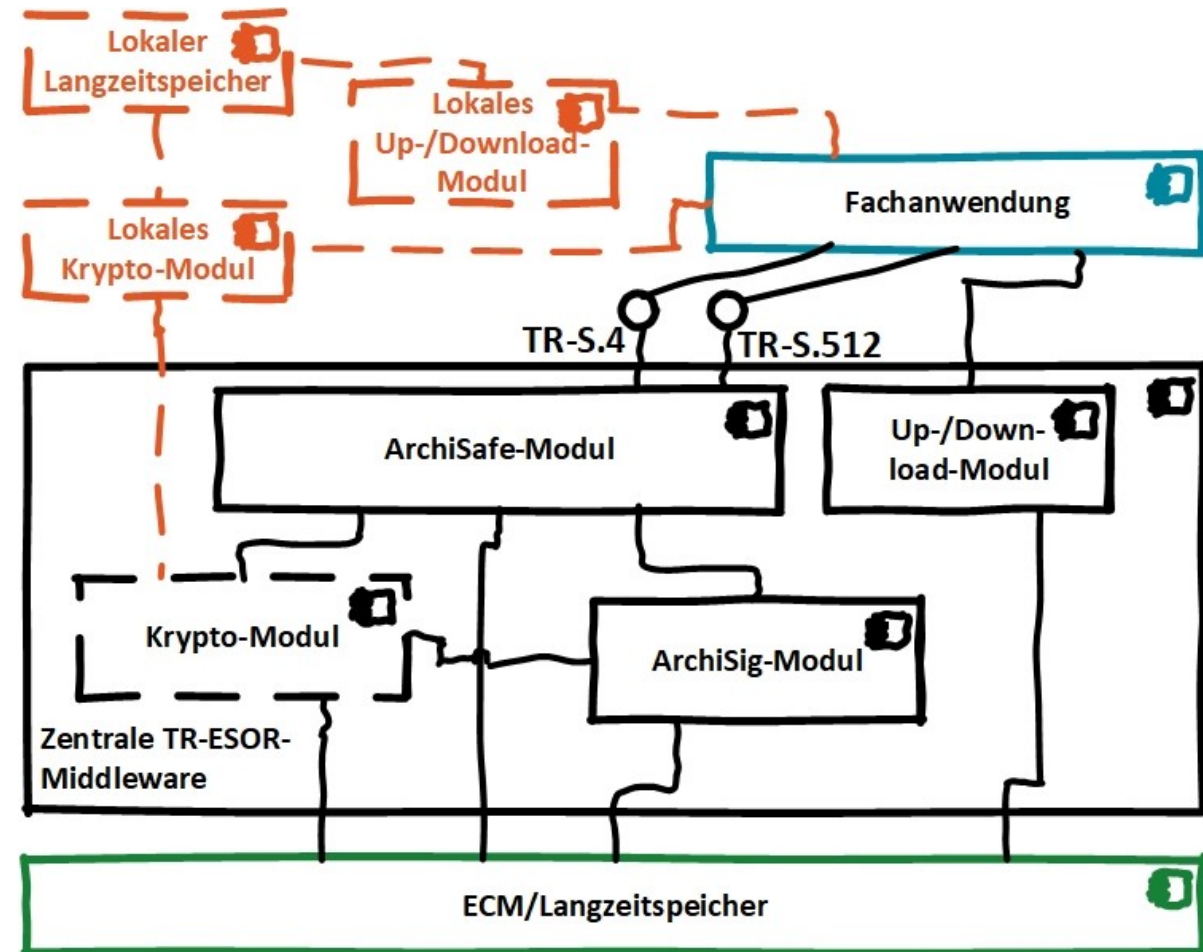 Lokaler
Langzeitspeicher
Lokales
Up-/Download-
Modul
Fachanwendung
Lokales
Krypto-Modul
TR-S.4
TR-S.512
ArchiSafe-Modul
Up-/Down-
load-Modul
Krypto-Modul
ArchiSig-Modul
Zentrale TR-ESOR-
Middleware
ECM/Langzeitspeicher